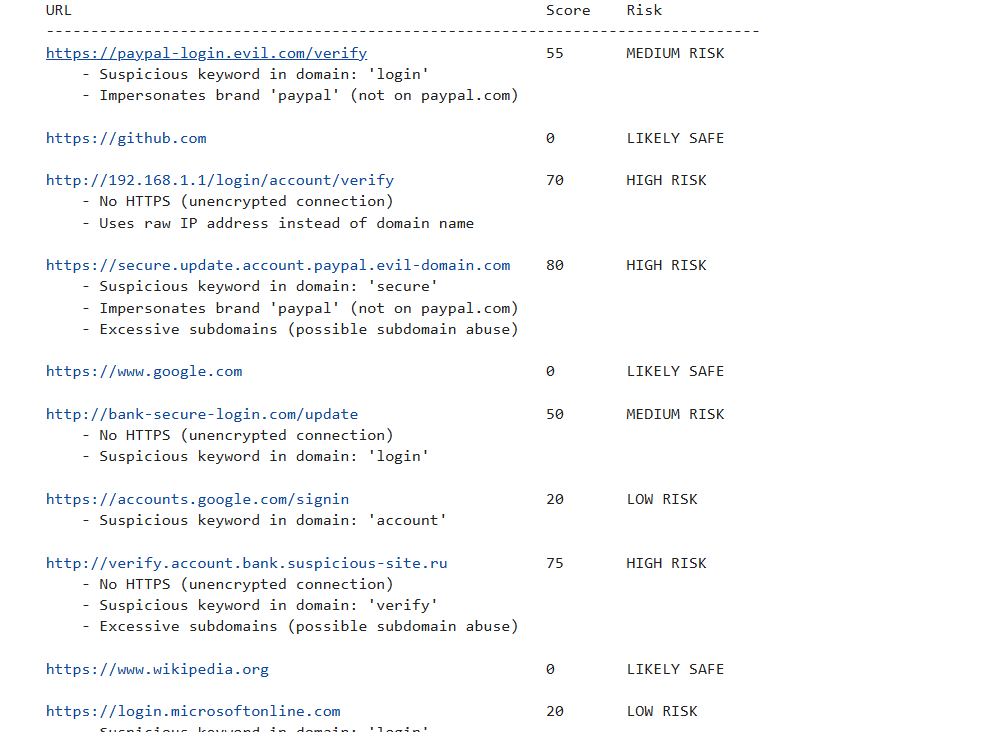 URL Score Risk
--------------------------------------------------------------------------------
https://paypal-login.evil.com/verify 55 MEDIUM RISK
- Suspicious keyword in domain: 'login'
- Impersonates brand 'paypal' (not on paypal.com)
https://github.com 0 LIKELY SAFE
http://192.168.1.1/login/account/verify 70 HIGH RISK
- No HTTPS (unencrypted connection)
- Uses raw IP address instead of domain name
https://secure.update.account.paypal.evil-domain.com 80 HIGH RISK
- Suspicious keyword in domain: 'secure'
- Impersonates brand 'paypal' (not on paypal.com)
- Excessive subdomains (possible subdomain abuse)
https://www.google.com 0 LIKELY SAFE
http://bank-secure-login.com/update 50 MEDIUM RISK
- No HTTPS (unencrypted connection)
- Suspicious keyword in domain: 'login'
https://accounts.google.com/signin 20 LOW RISK
- Suspicious keyword in domain: 'account'
http://verify.account.bank.suspicious-site.ru 75 HIGH RISK
- No HTTPS (unencrypted connection)
- Suspicious keyword in domain: 'verify'
- Excessive subdomains (possible subdomain abuse)
https://www.wikipedia.org 0 LIKELY SAFE
https://login.microsoftonline.com 20 LOW RISK
- Suspicious keyword in domain: 'login'